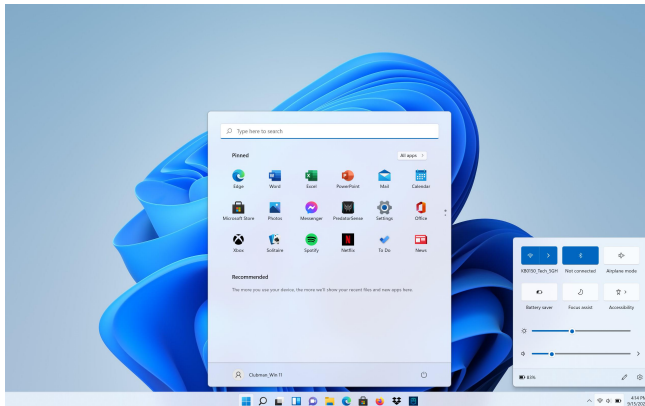 Type here to search
Pinned
All apps >
Edge Word Excel PowerPoint Mail Calendar
Microsoft Store Photos Messenger PredatorSense Settings Office
Xbox Solitaire Spotify Netflix To Do News
Recommended
The more you use your device, the more we'll show your recent files and new apps here.
Clubman_Win 11
Not connected Airplane mode
Battery saver Focus assist Accessibility
83%
4:14 PM